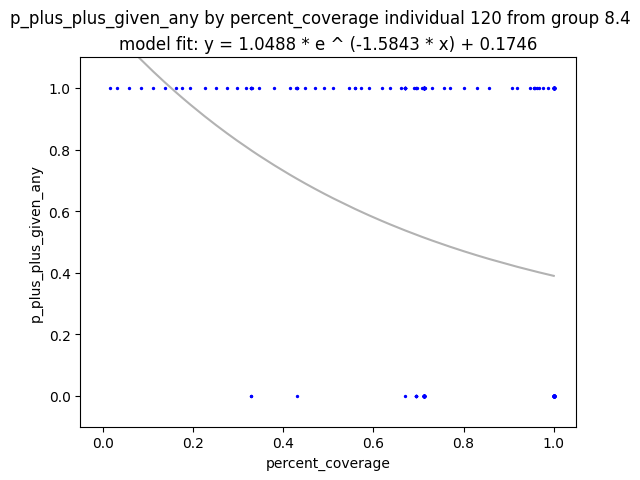 p_plus_plus_given_any by percent_coverage individual 120 from group 8.4
model fit: y = 1.0488 * e ^ (-1.5843 * x) + 0.1746
1.0
0.8
0.6
0.4
0.2
0.0
p_plus_plus_given_any
0.0 0.2 0.4 0.6 0.8 1.0
percent_coverage